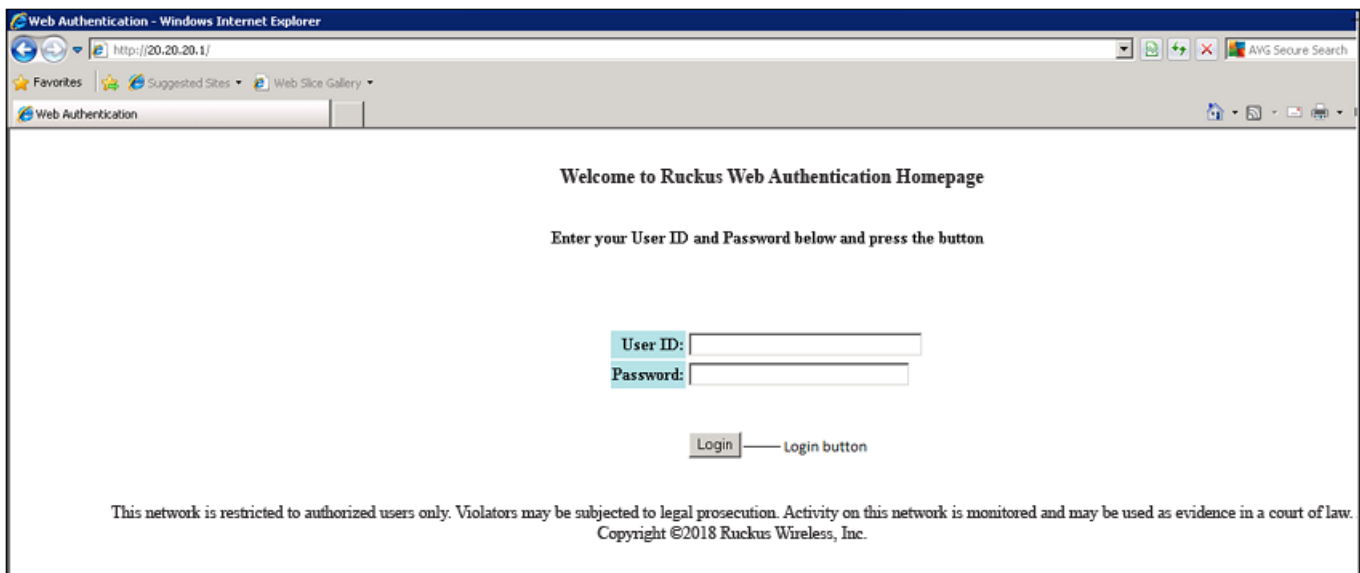 Web Authentication - Windows Internet Explorer
http://20.20.20.1/
AVG Secure Search
Favorites Suggested Sites Web Slice Gallery
Web Authentication
Welcome to Ruckus Web Authentication Homepage
Enter your User ID and Password below and press the button
User ID:
Password:
Login Login button
This network is restricted to authorized users only. Violators may be subjected to legal prosecution. Activity on this network is monitored and may be used as evidence in a court of law.
Copyright ©2018 Ruckus Wireless, Inc.